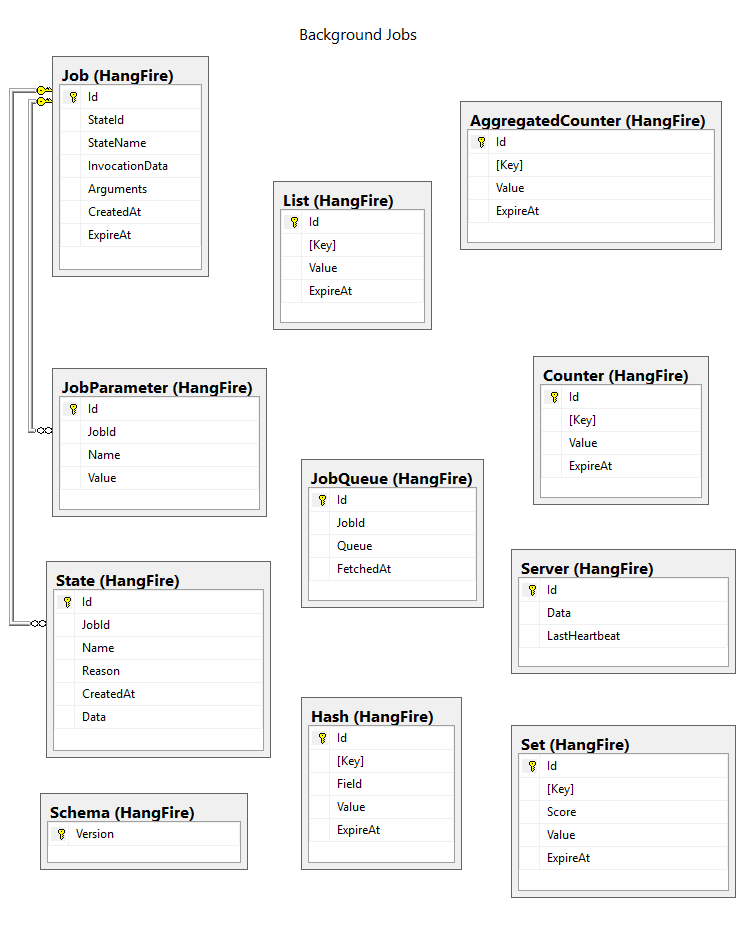 Background Jobs
Job (HangFire)
Id
StateId
StateName
InvocationData
Arguments
CreatedAt
ExpireAt
AggregatedCounter (HangFire)
Id
[Key]
Value
ExpireAt
List (HangFire)
Id
[Key]
Value
ExpireAt
JobParameter (HangFire)
Id
JobId
Name
Value
Counter (HangFire)
Id
[Key]
Value
ExpireAt
JobQueue (HangFire)
Id
JobId
Queue
FetchedAt
State (HangFire)
Id
JobId
Name
Reason
CreatedAt
Data
Server (HangFire)
Id
Data
LastHeartbeat
Hash (HangFire)
Id
[Key]
Field
Value
ExpireAt
Set (HangFire)
Id
[Key]
Score
Value
ExpireAt
Schema (HangFire)
Version